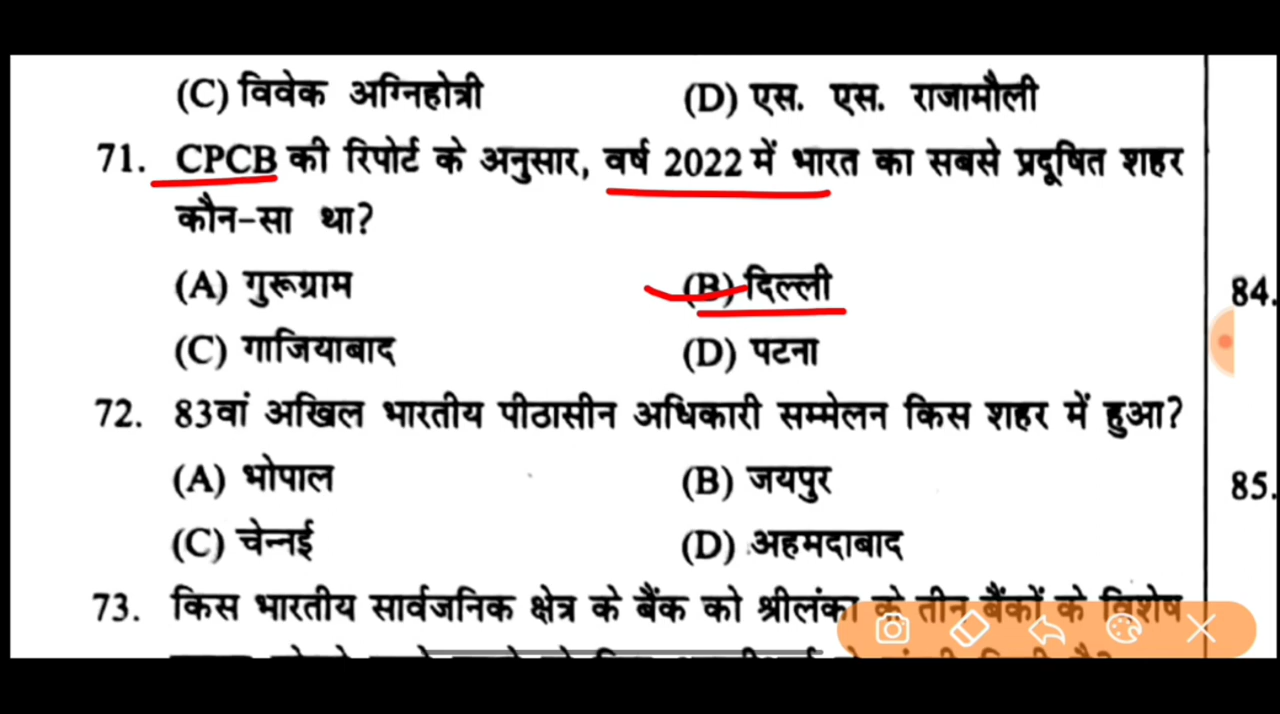 (C) विवेक अग्निहोत्री (D) एस. एस. राजामौली
71. CPCB की रिपोर्ट के अनुसार, वर्ष 2022 में भारत का सबसे प्रदूषित शहर
कौन-सा था?
(A) गुरूग्राम (B) दिल्ली
(C) गाजियाबाद (D) पटना
72. 83वां अखिल भारतीय पीठासीन अधिकारी सम्मेलन किस शहर में हुआ?
(A) भोपाल (B) जयपुर
(C) चेन्नई (D) अहमदाबाद
73. किस भारतीय सार्वजनिक क्षेत्र के बैंक को श्रीलंका के तीन बैंकों के विशेष
84.
85.